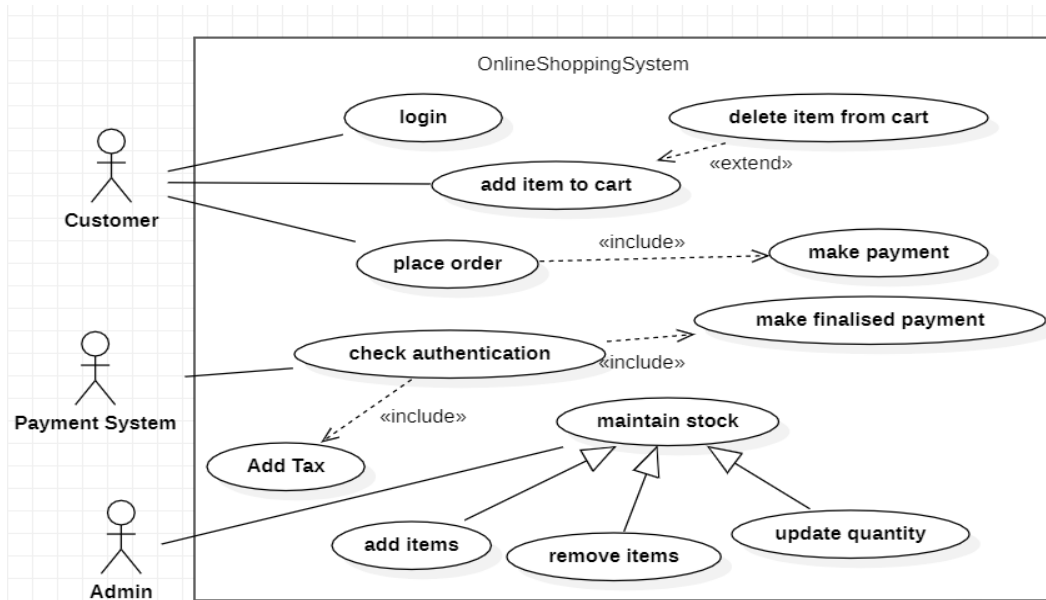 OnlineShoppingSystem
login
delete item from cart
«extend»
add item to cart
Customer
«include»
place order
make payment
make finalised payment
check authentication
«include»
Payment System
«include»
maintain stock
Add Tax
add items
remove items
update quantity
Admin